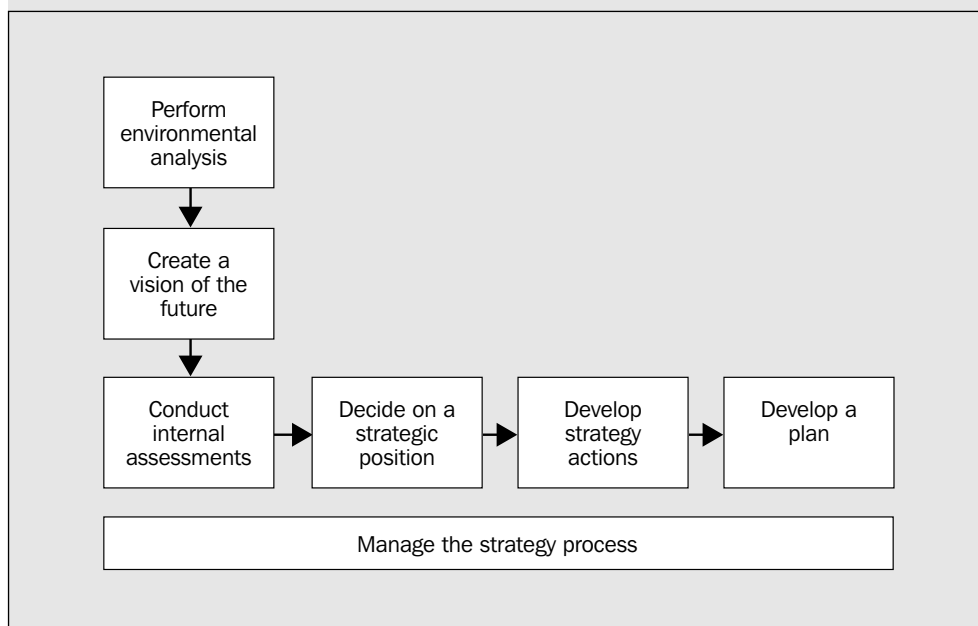 Perform
environmental
analysis
Create a
vision of the
future
Conduct
internal
assessments
Decide on a
strategic
position
Develop
strategy
actions
Develop a
plan
Manage the strategy process